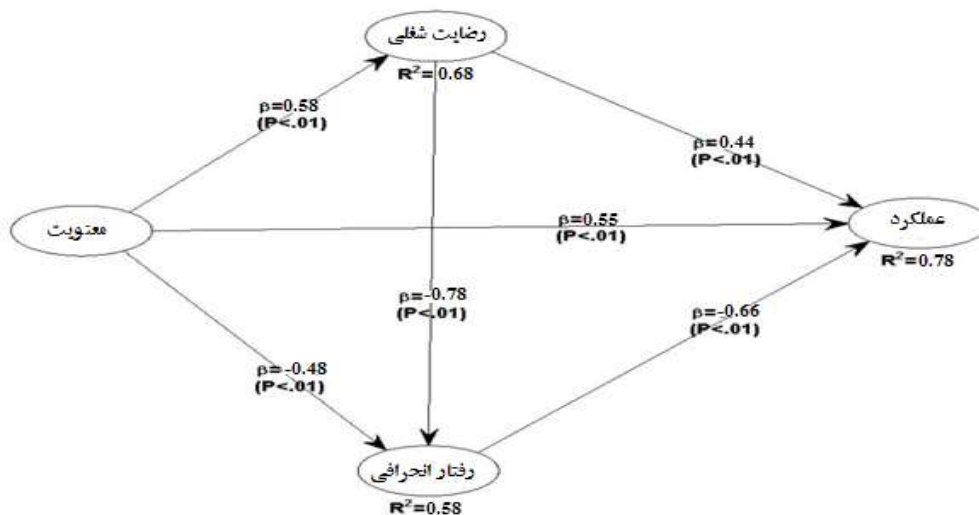 رضایت شغلی
R²= 0.68
β=0.58
(P<.01)
β=0.44
(P<.01)
معنویت
β=0.55
(P<.01)
عملکرد
R²=0.78
β=-0.78
(P<.01)
β=-0.66
(P<.01)
β=-0.48
(P<.01)
رفتار انحرافی
R²=0.58